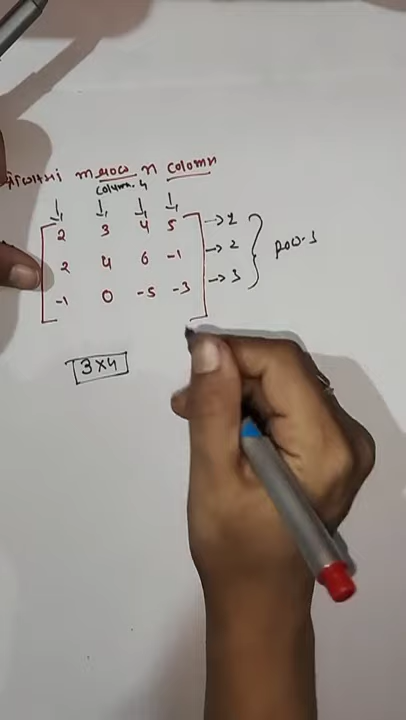 m row n column
column. 4
2 3 4 5 → 1
2 4 6 -1 → 2
-1 0 -5 -3 → 3
row-3
3×4